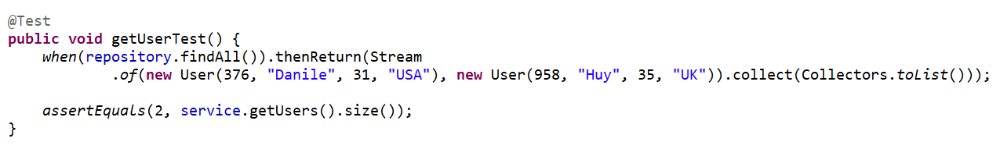 @Test
public void getUserTest() {
when(repository.findAll()).thenReturn(Stream
.of(new User(376, "Danile", 31, "USA"), new User(958, "Huy", 35, "UK")).collect(Collectors.toList()));
assertEquals(2, service.getUsers().size());
}